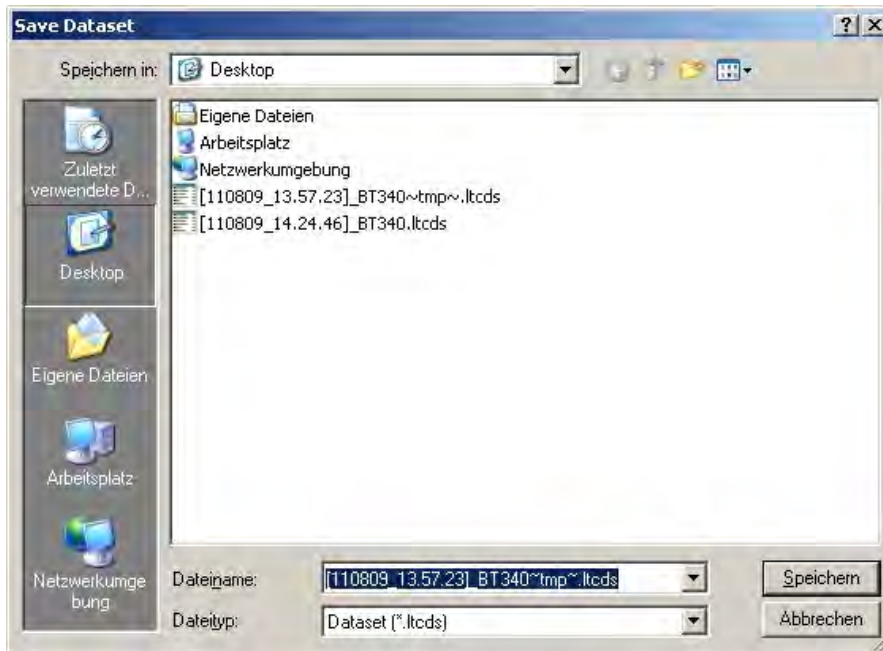 Save Dataset
Speichern in:
Desktop
Zuletzt
verwendete D...
Desktop
Eigene Dateien
Arbeitsplatz
Netzwerkumge
bung
Eigene Dateien
Arbeitsplatz
Netzwerkumgebung
[110809_13.57.23]_BT340~tmp~.ltcds
[110809_14.24.46]_BT340.ltcds
Dateiname:
[110809_13.57.23]_BT340~tmp~.ltcds
Speichern
Dateityp:
Dataset (*.ltcds)
Abbrechen